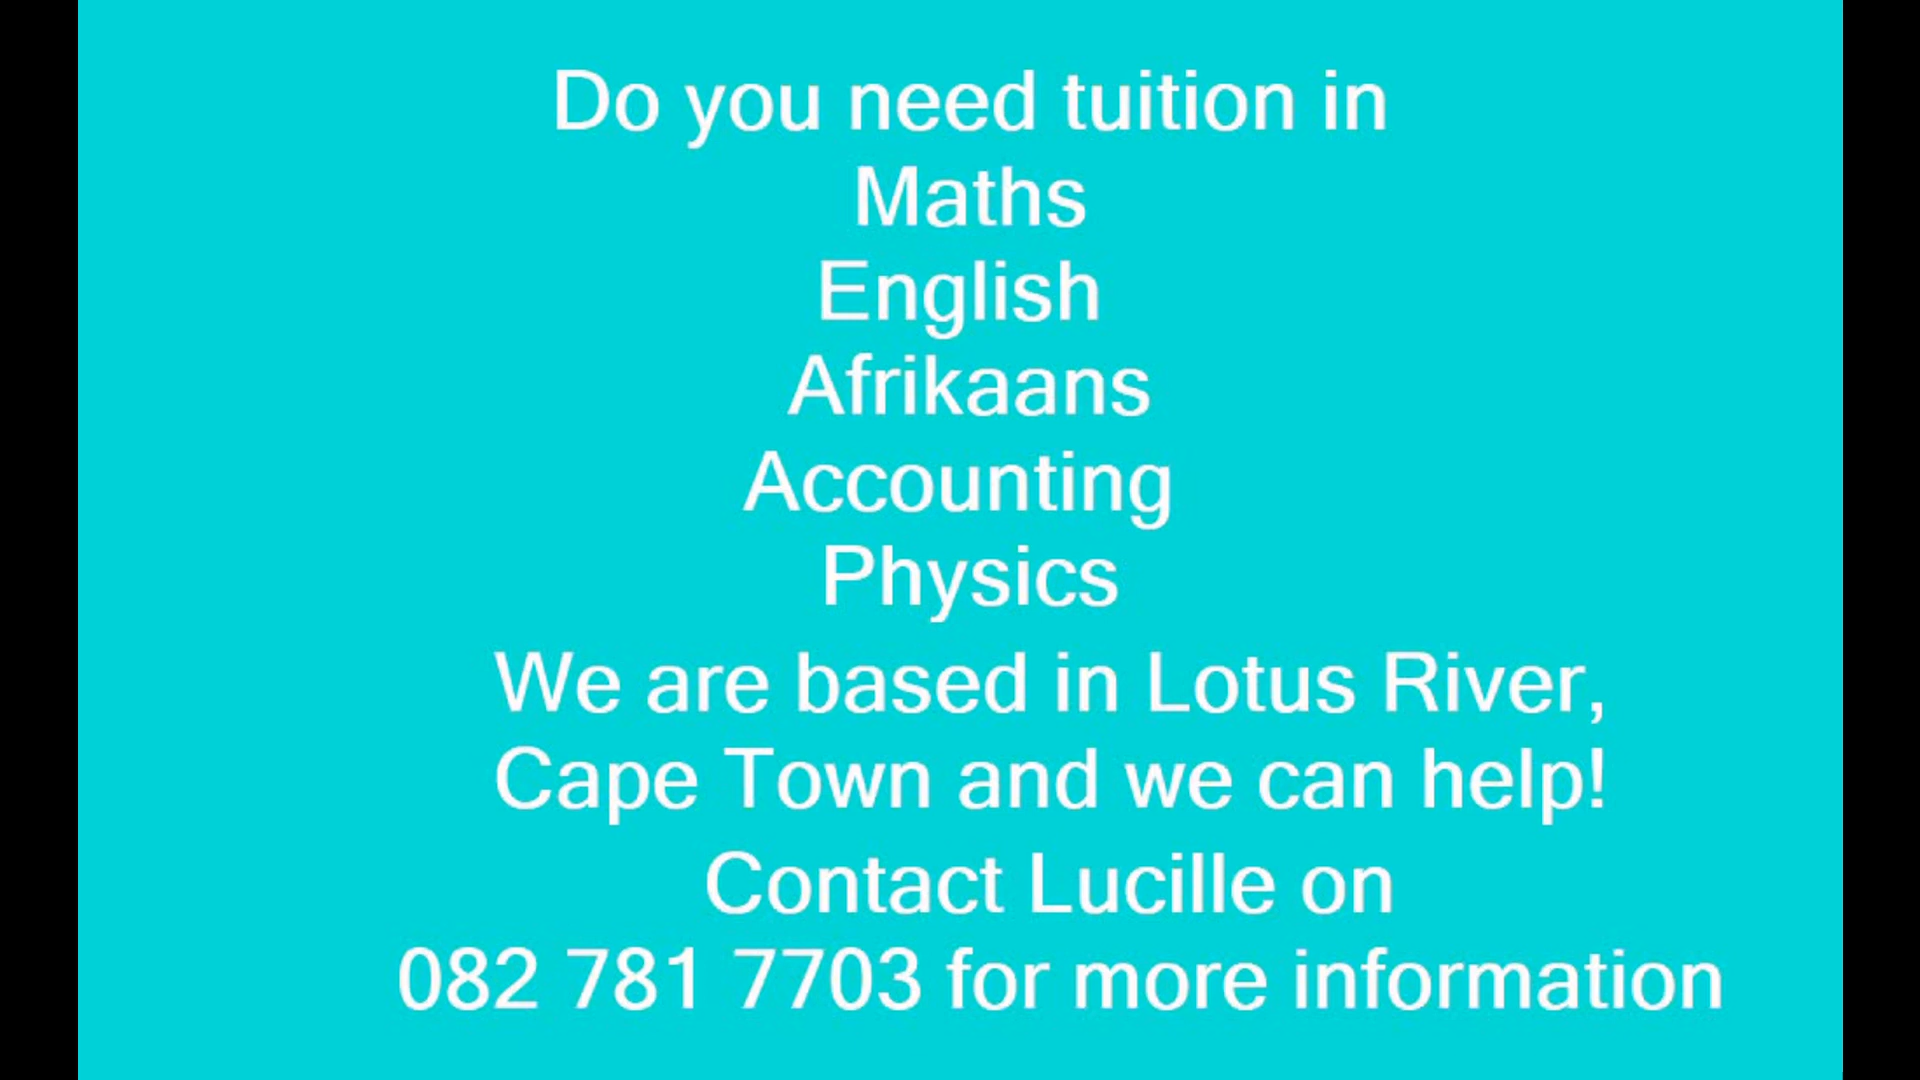 Do you need tuition in
Maths
English
Afrikaans
Accounting
Physics
We are based in Lotus River,
Cape Town and we can help!
Contact Lucille on
082 781 7703 for more information